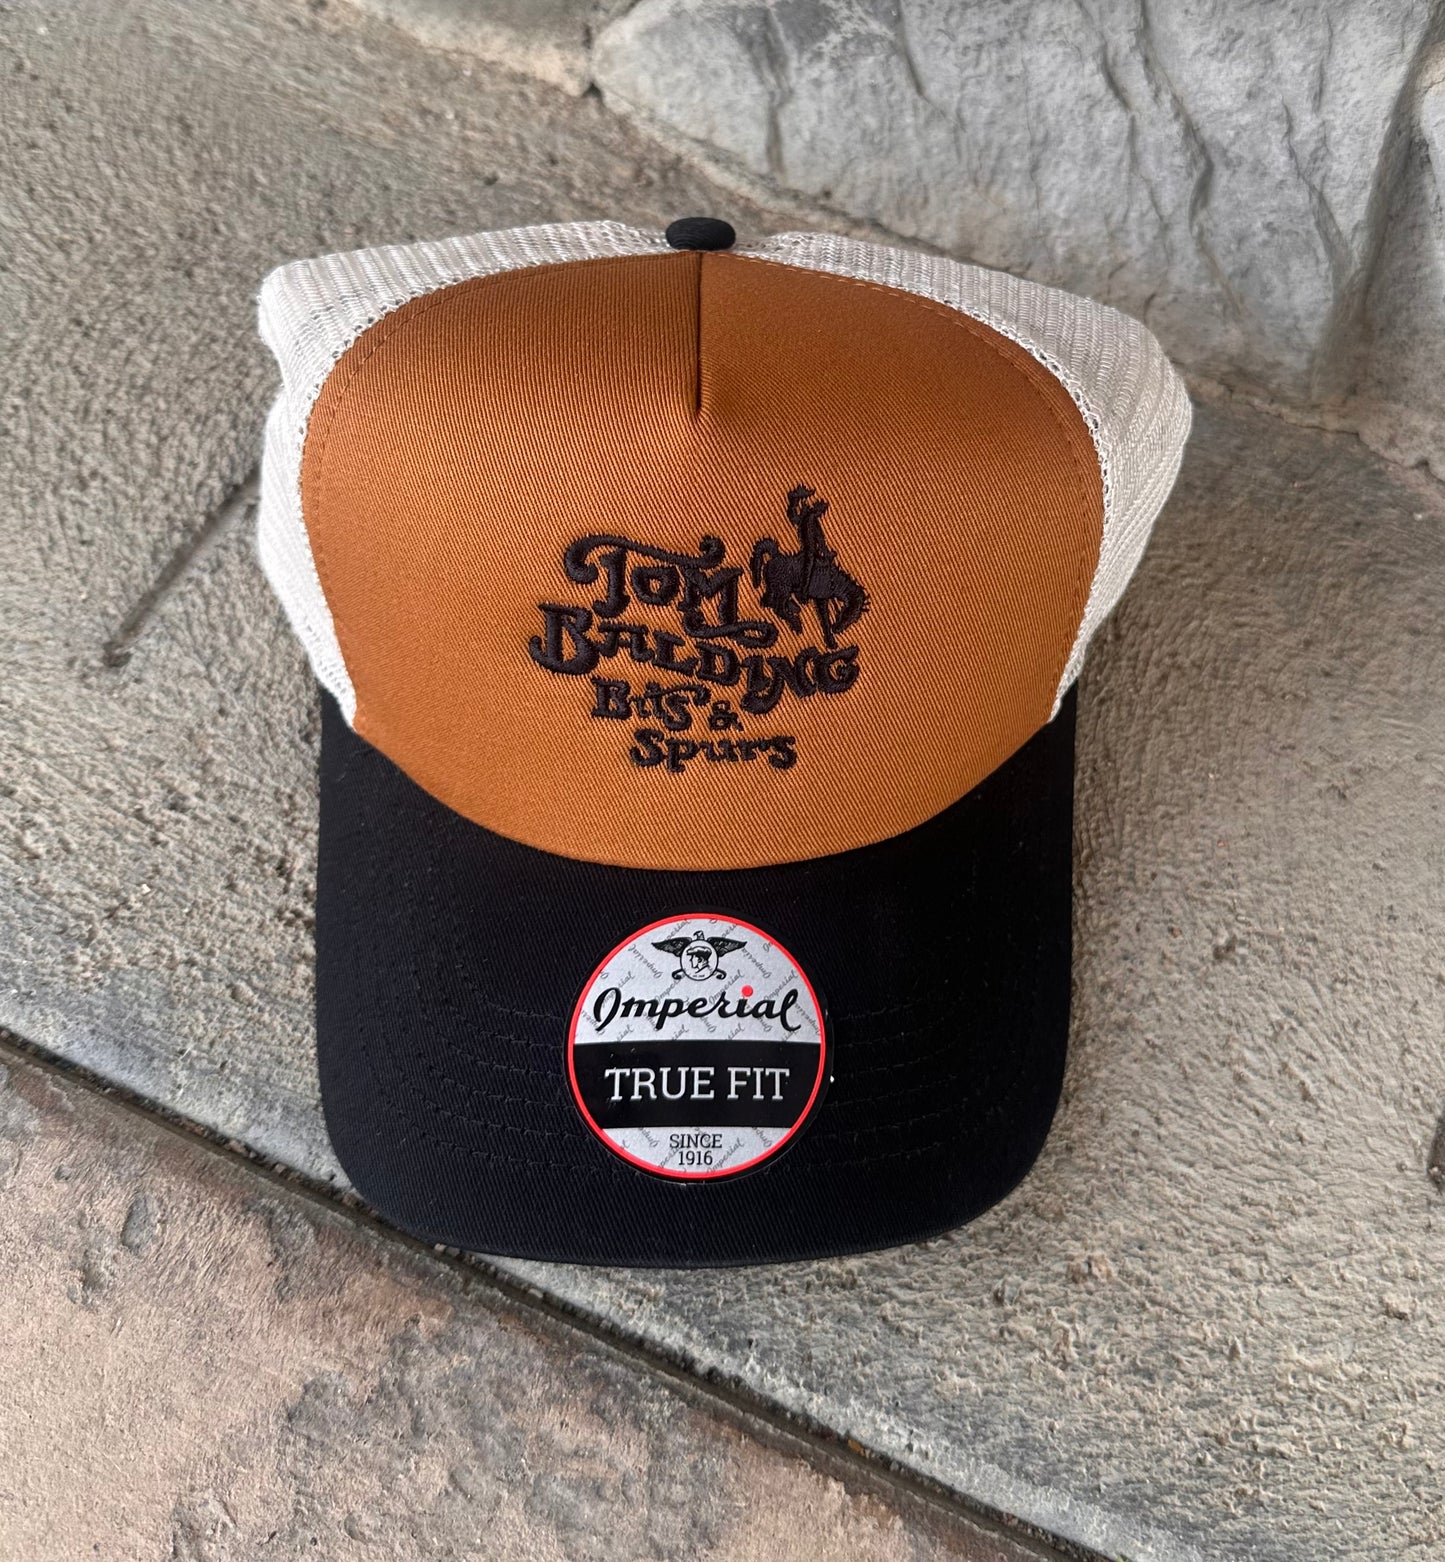 Tom
Balding
Bits &
Spurs
Imperial
TRUE FIT
SINCE
1916